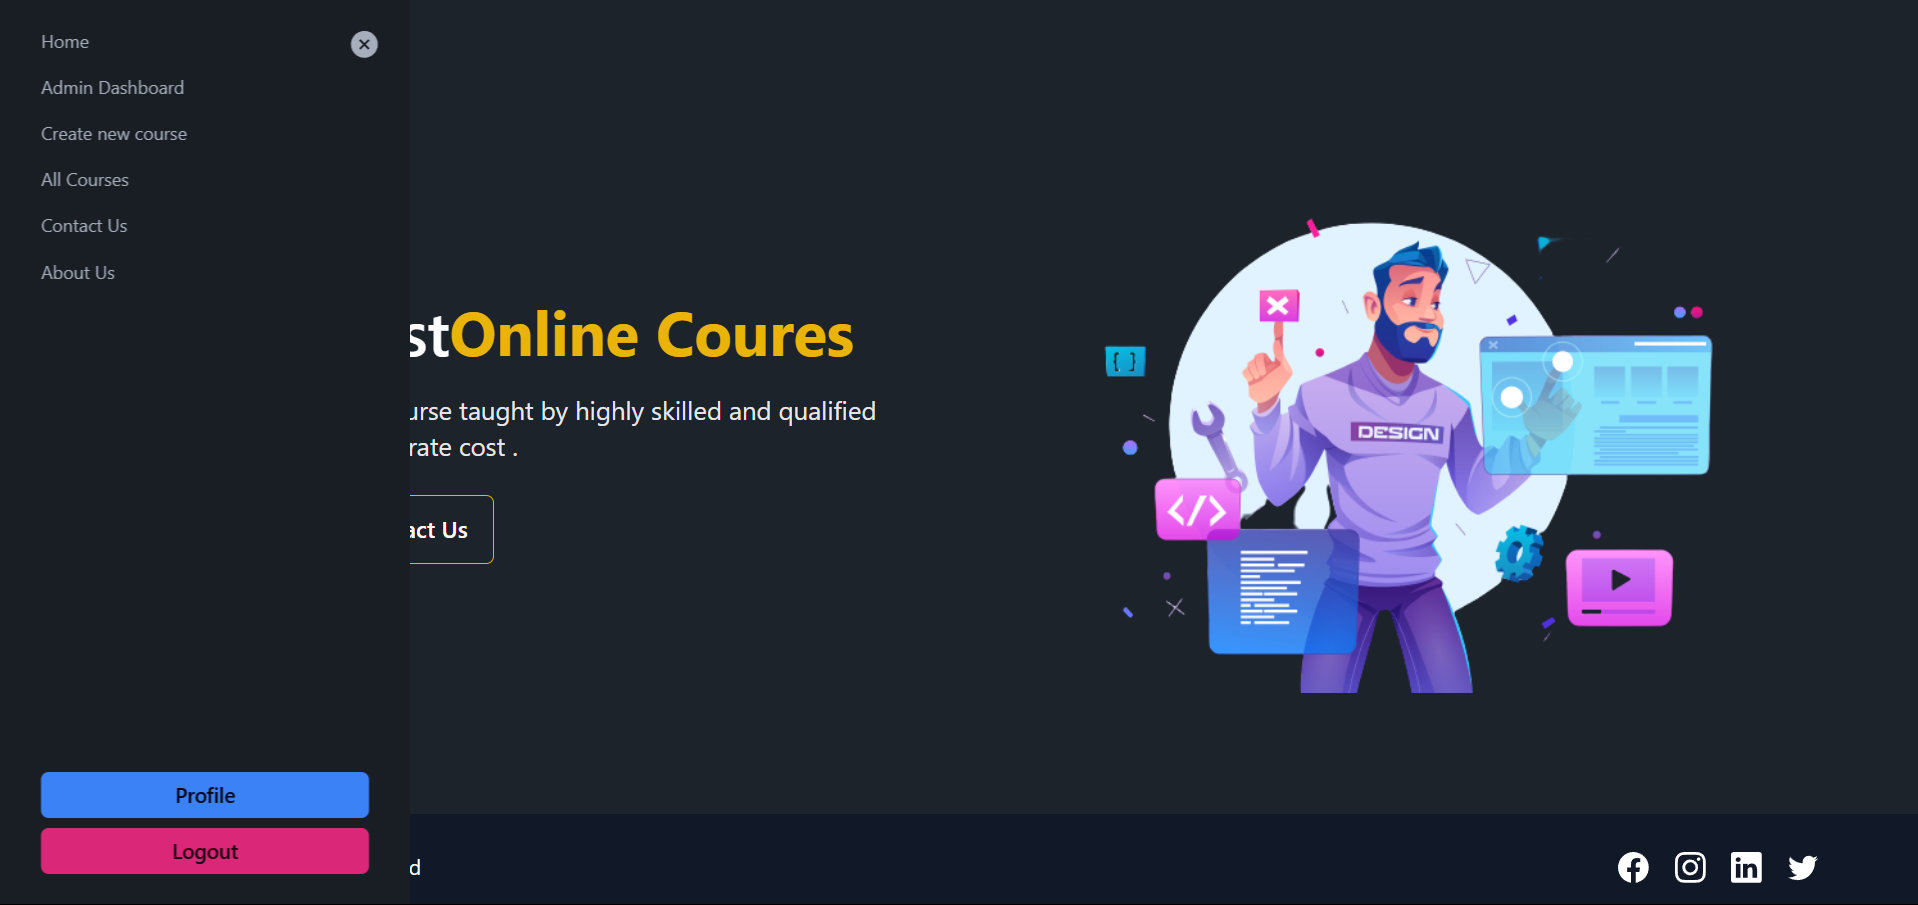 Home
Admin Dashboard
Create new course
All Courses
Contact Us
About Us
Profile
Logout
stOnline Coures
urse taught by highly skilled and qualified
rate cost .
act Us
d
{ }
DESIGN
</>